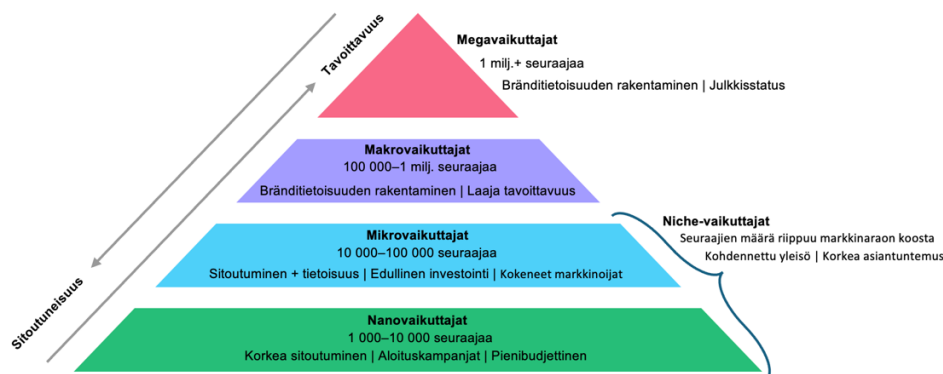 Tavoittavuus
Sitoutuneisuus
Megavaikuttajat
1 milj.+ seuraajaa
Bränditietoisuuden rakentaminen | Julkkisstatus
Makrovaikuttajat
100 000–1 milj. seuraajaa
Bränditietoisuuden rakentaminen | Laaja tavoittavuus
Niche-vaikuttajat
Seuraajien määrä riippuu markkinaraon koosta
Kohdennettu yleisö | Korkea asiantuntemus
Mikrovaikuttajat
10 000–100 000 seuraajaa
Sitoutuminen + tietoisuus | Edullinen investointi | Kokeneet markkinoijat
Nanovaikuttajat
1 000–10 000 seuraajaa
Korkea sitoutuminen | Aloituskampanjat | Pienibudjettinen